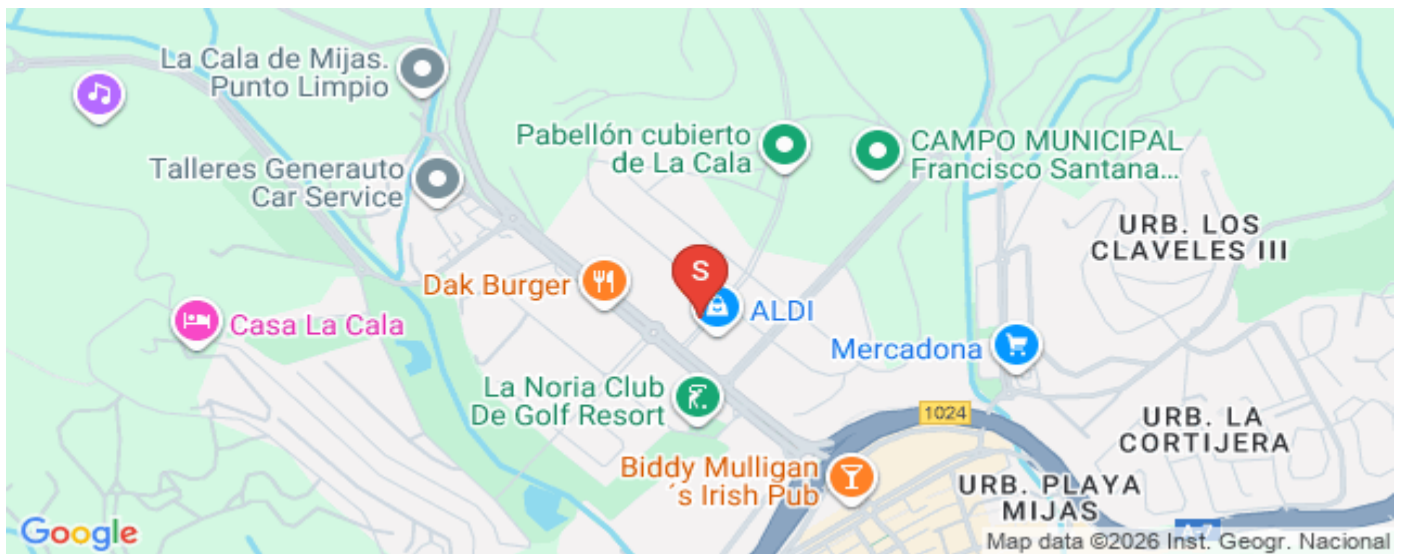 La Cala de Mijas.
Punto Limpio
Pabellón cubierto
de La Cala
CAMPO MUNICIPAL
Francisco Santana...
Talleres Generauto
Car Service
URB. LOS
CLAVELES III
S
Dak Burger
ALDI
Casa La Cala
Mercadona
La Noria Club
De Golf Resort
1024
URB. LA
CORTIJERA
Biddy Mulligan
´s Irish Pub
URB. PLAYA
MIJAS
A-7
Google
Map data ©2026 Inst. Geogr. Nacional